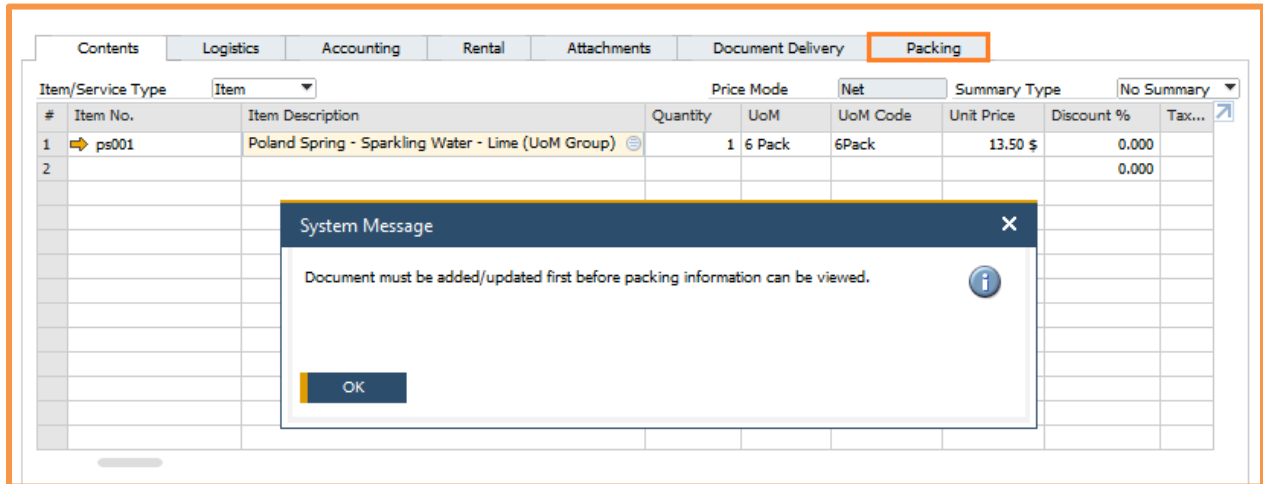 Contents Logistics Accounting Rental Attachments Document Delivery Packing
Item/Service Type Item Price Mode Net Summary Type No Summary
# Item No. Item Description Quantity UoM UoM Code Unit Price Discount % Tax...
1 ps001 Poland Spring - Sparkling Water - Lime (UoM Group) 1 6 Pack 6Pack 13.50 $ 0.000
2 0.000
System Message
Document must be added/updated first before packing information can be viewed.
OK